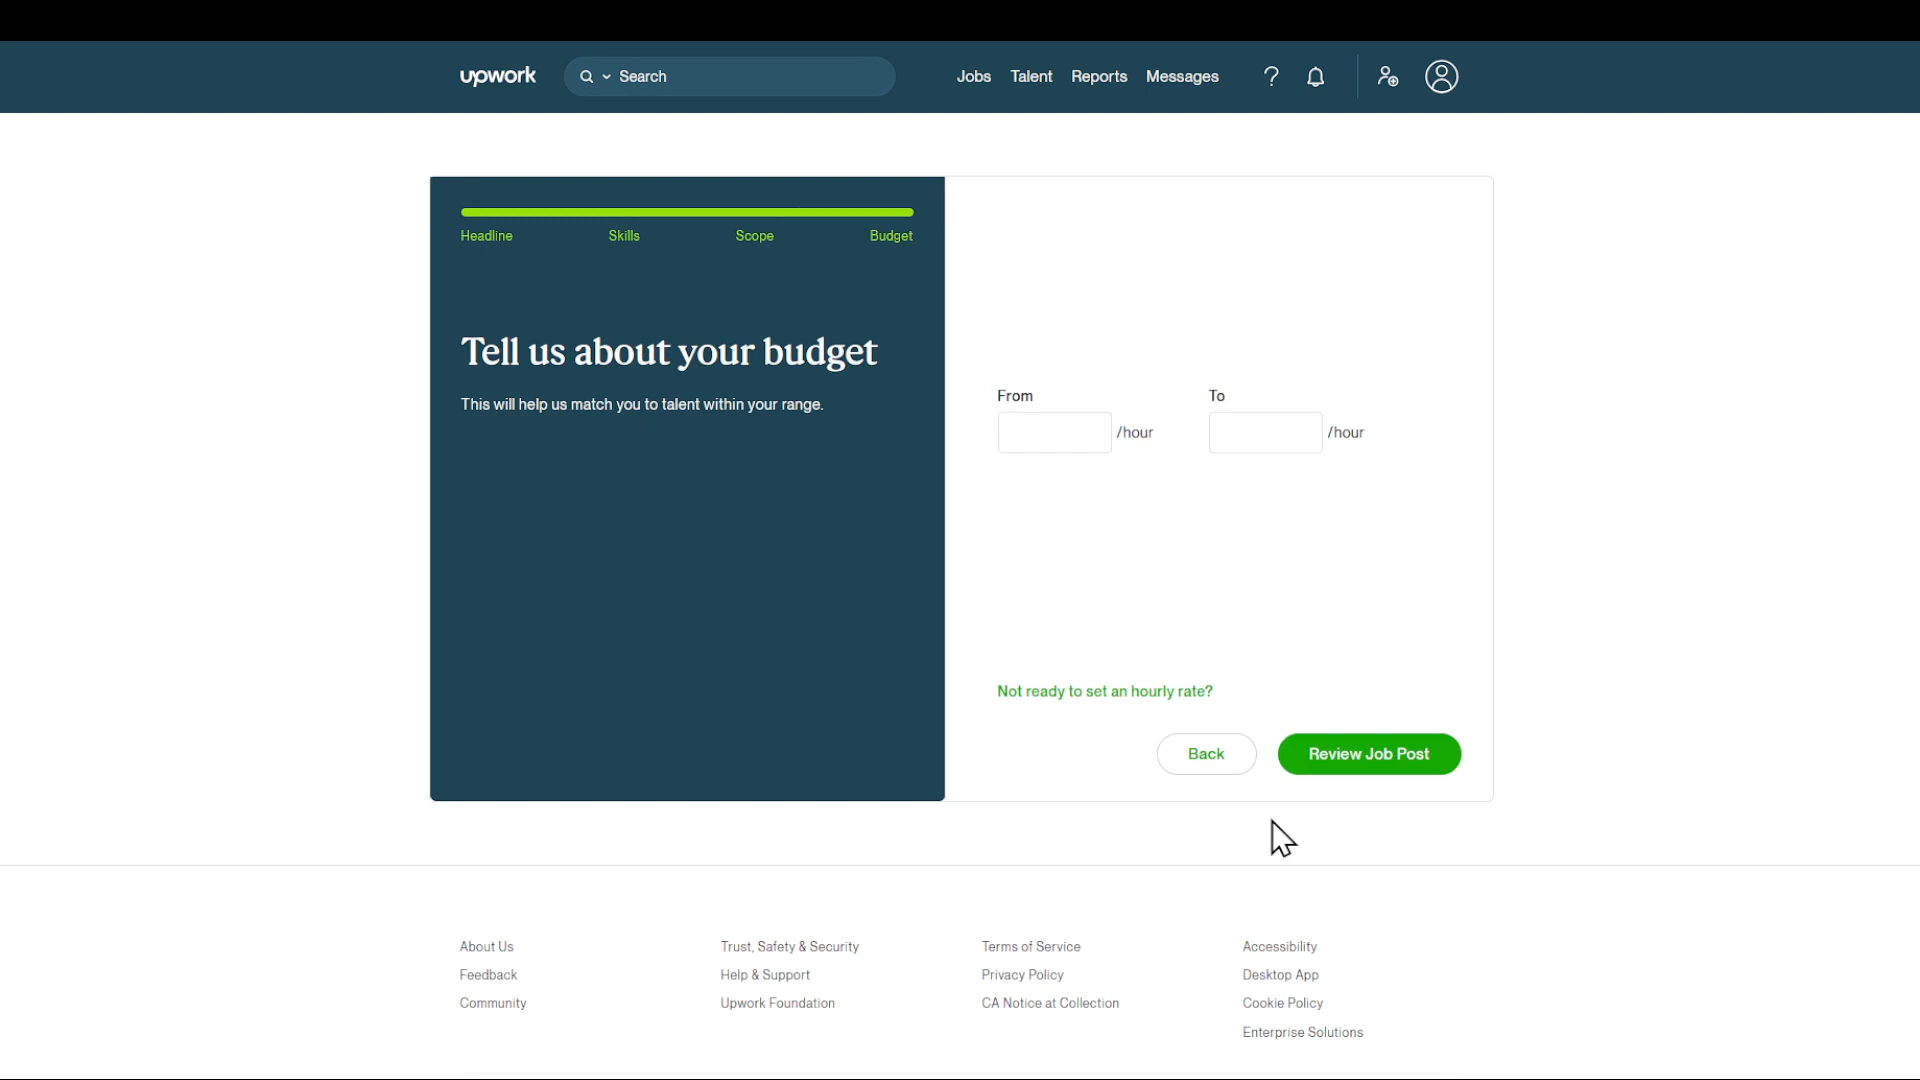 upwork Search Jobs Talent Reports Messages
Headline Skills Scope Budget
Tell us about your budget
This will help us match you to talent within your range.
From To
/hour /hour
Not ready to set an hourly rate?
Back Review Job Post
About Us Trust, Safety & Security Terms of Service Accessibility
Feedback Help & Support Privacy Policy Desktop App
Community Upwork Foundation CA Notice at Collection Cookie Policy
Enterprise Solutions